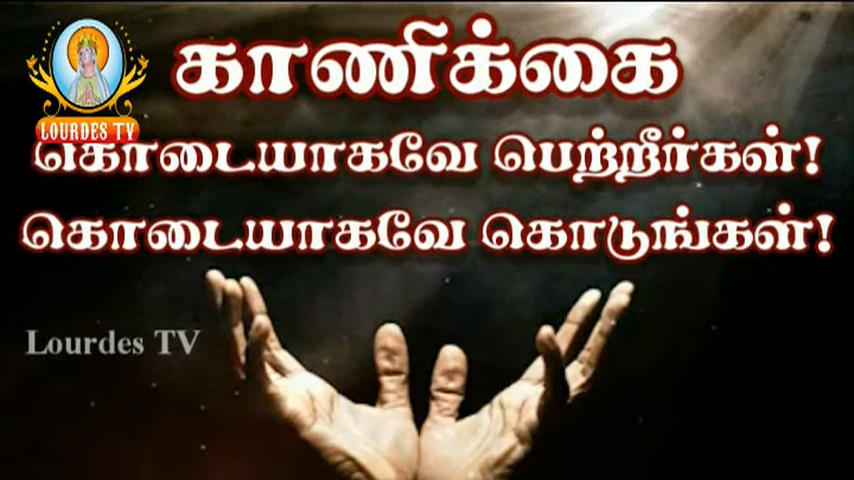 காணிக்கை
LOURDES TV
கொடையாகவே பெற்றீர்கள்!
கொடையாகவே கொடுங்கள்!
Lourdes TV